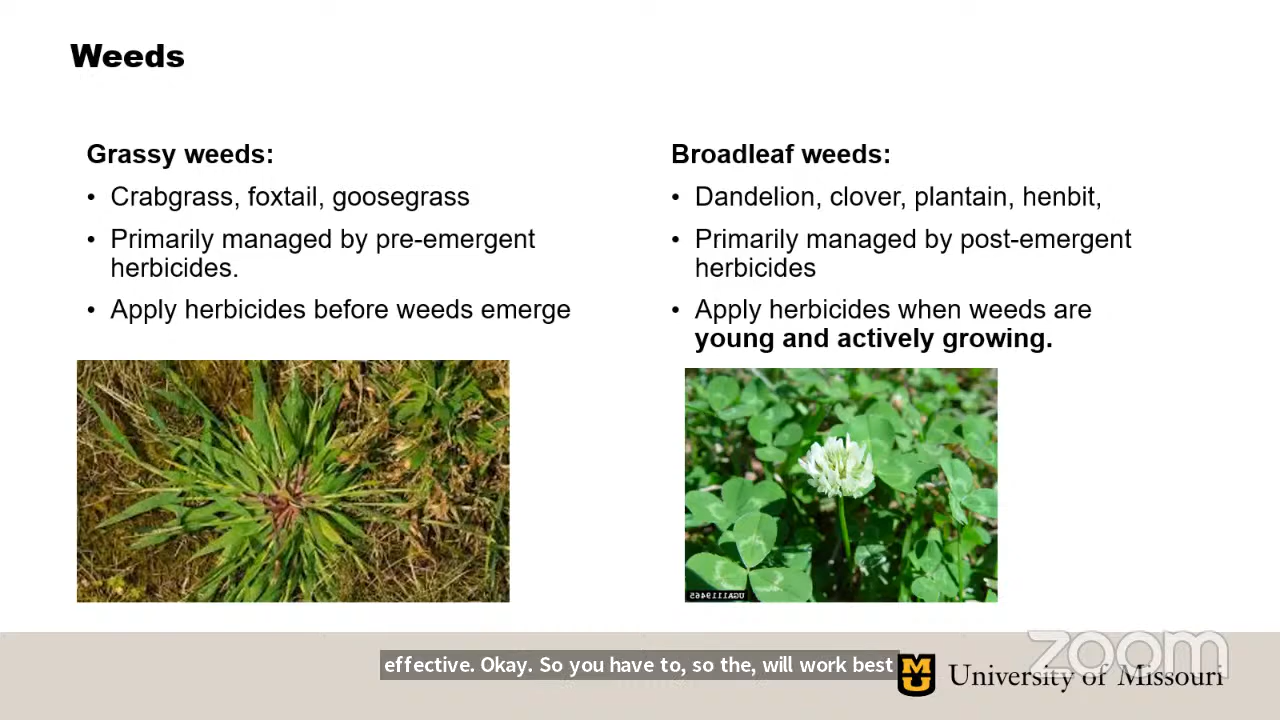 Weeds
Grassy weeds:
• Crabgrass, foxtail, goosegrass
• Primarily managed by pre-emergent
herbicides.
• Apply herbicides before weeds emerge
Broadleaf weeds:
• Dandelion, clover, plantain, henbit,
• Primarily managed by post-emergent
herbicides
• Apply herbicides when weeds are
young and actively growing.
UGA1119465
effective. Okay. So you have to, so the, will work best
University of Missouri
zoom